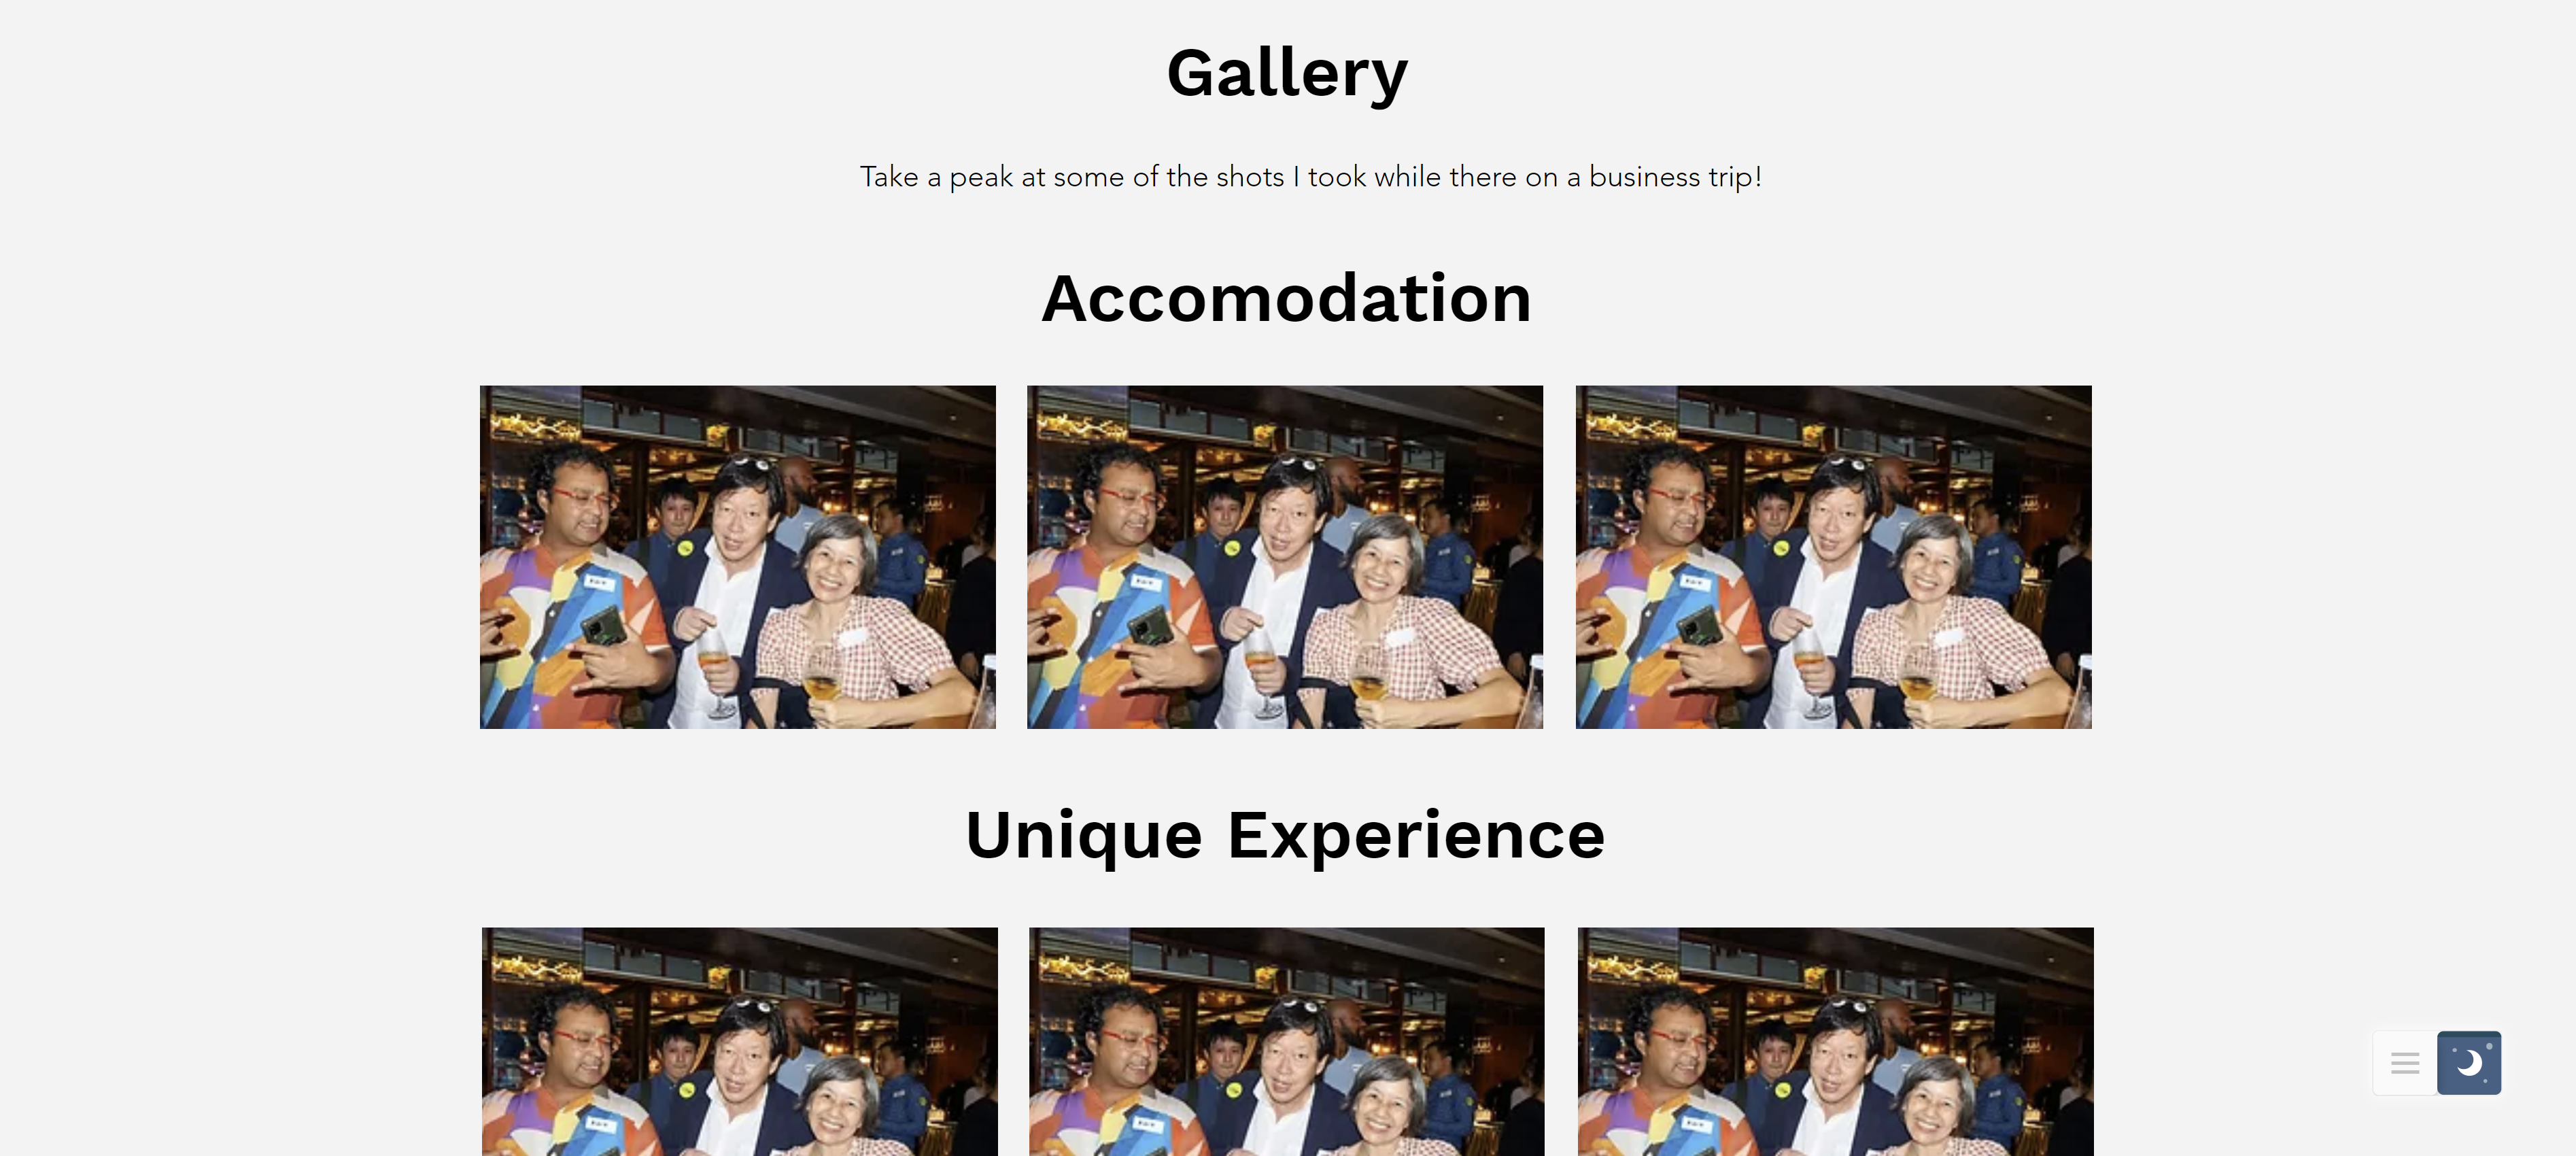 Gallery
Take a peak at some of the shots I took while there on a business trip!
Accomodation
Unique Experience